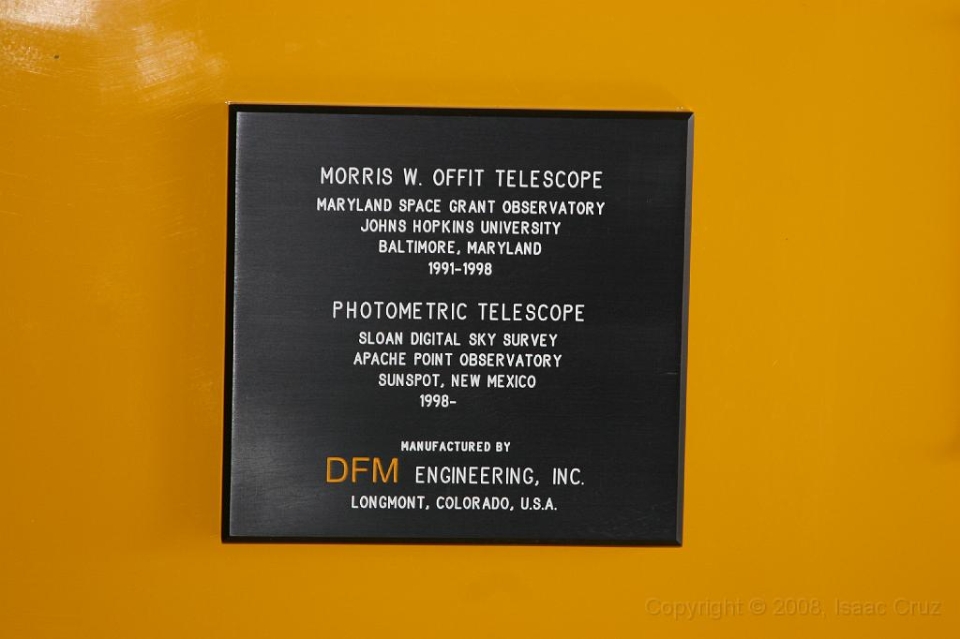 MORRIS W. OFFIT TELESCOPE
MARYLAND SPACE GRANT OBSERVATORY
JOHNS HOPKINS UNIVERSITY
BALTIMORE, MARYLAND
1991-1998
PHOTOMETRIC TELESCOPE
SLOAN DIGITAL SKY SURVEY
APACHE POINT OBSERVATORY
SUNSPOT, NEW MEXICO
1998-
MANUFACTURED BY
DFM ENGINEERING, INC.
LONGMONT, COLORADO, U.S.A.
Copyright © 2008, Isaac Cruz